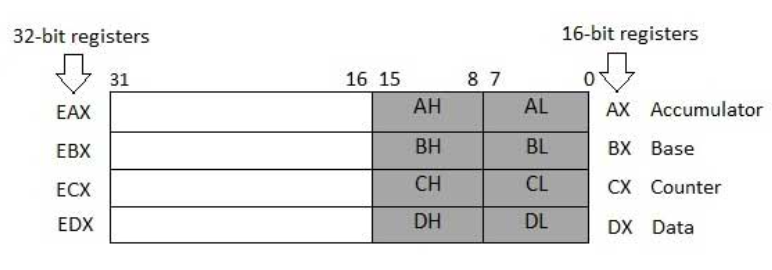 32-bit registers 16-bit registers
31 16 15 8 7 0
EAX AH AL AX Accumulator
EBX BH BL BX Base
ECX CH CL CX Counter
EDX DH DL DX Data